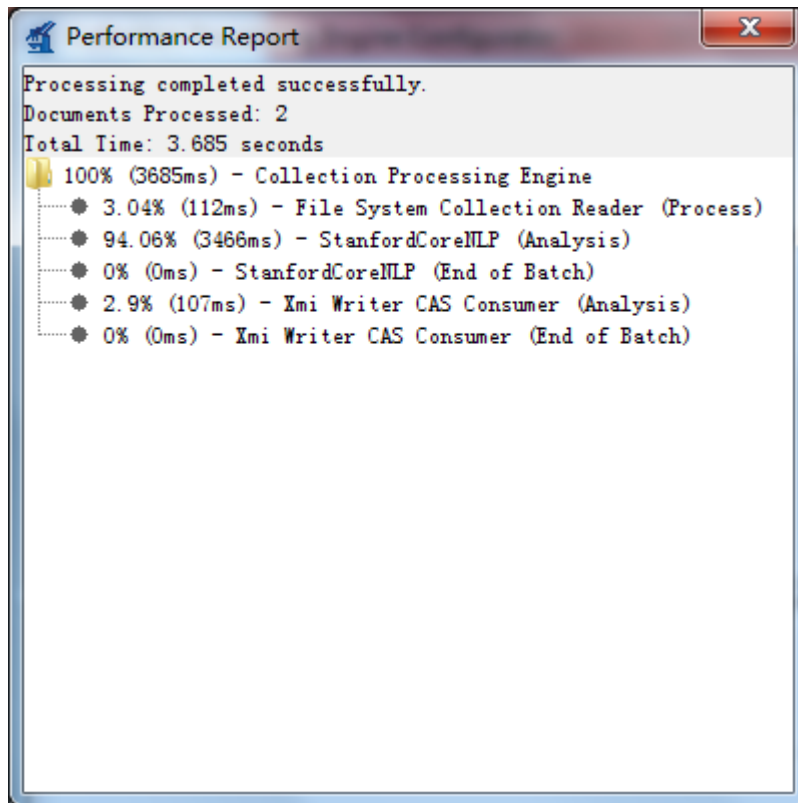 Performance Report
Processing completed successfully.
Documents Processed: 2
Total Time: 3.685 seconds
100% (3685ms) - Collection Processing Engine
3.04% (112ms) - File System Collection Reader (Process)
94.06% (3466ms) - StanfordCoreNLP (Analysis)
0% (0ms) - StanfordCoreNLP (End of Batch)
2.9% (107ms) - Xmi Writer CAS Consumer (Analysis)
0% (0ms) - Xmi Writer CAS Consumer (End of Batch)